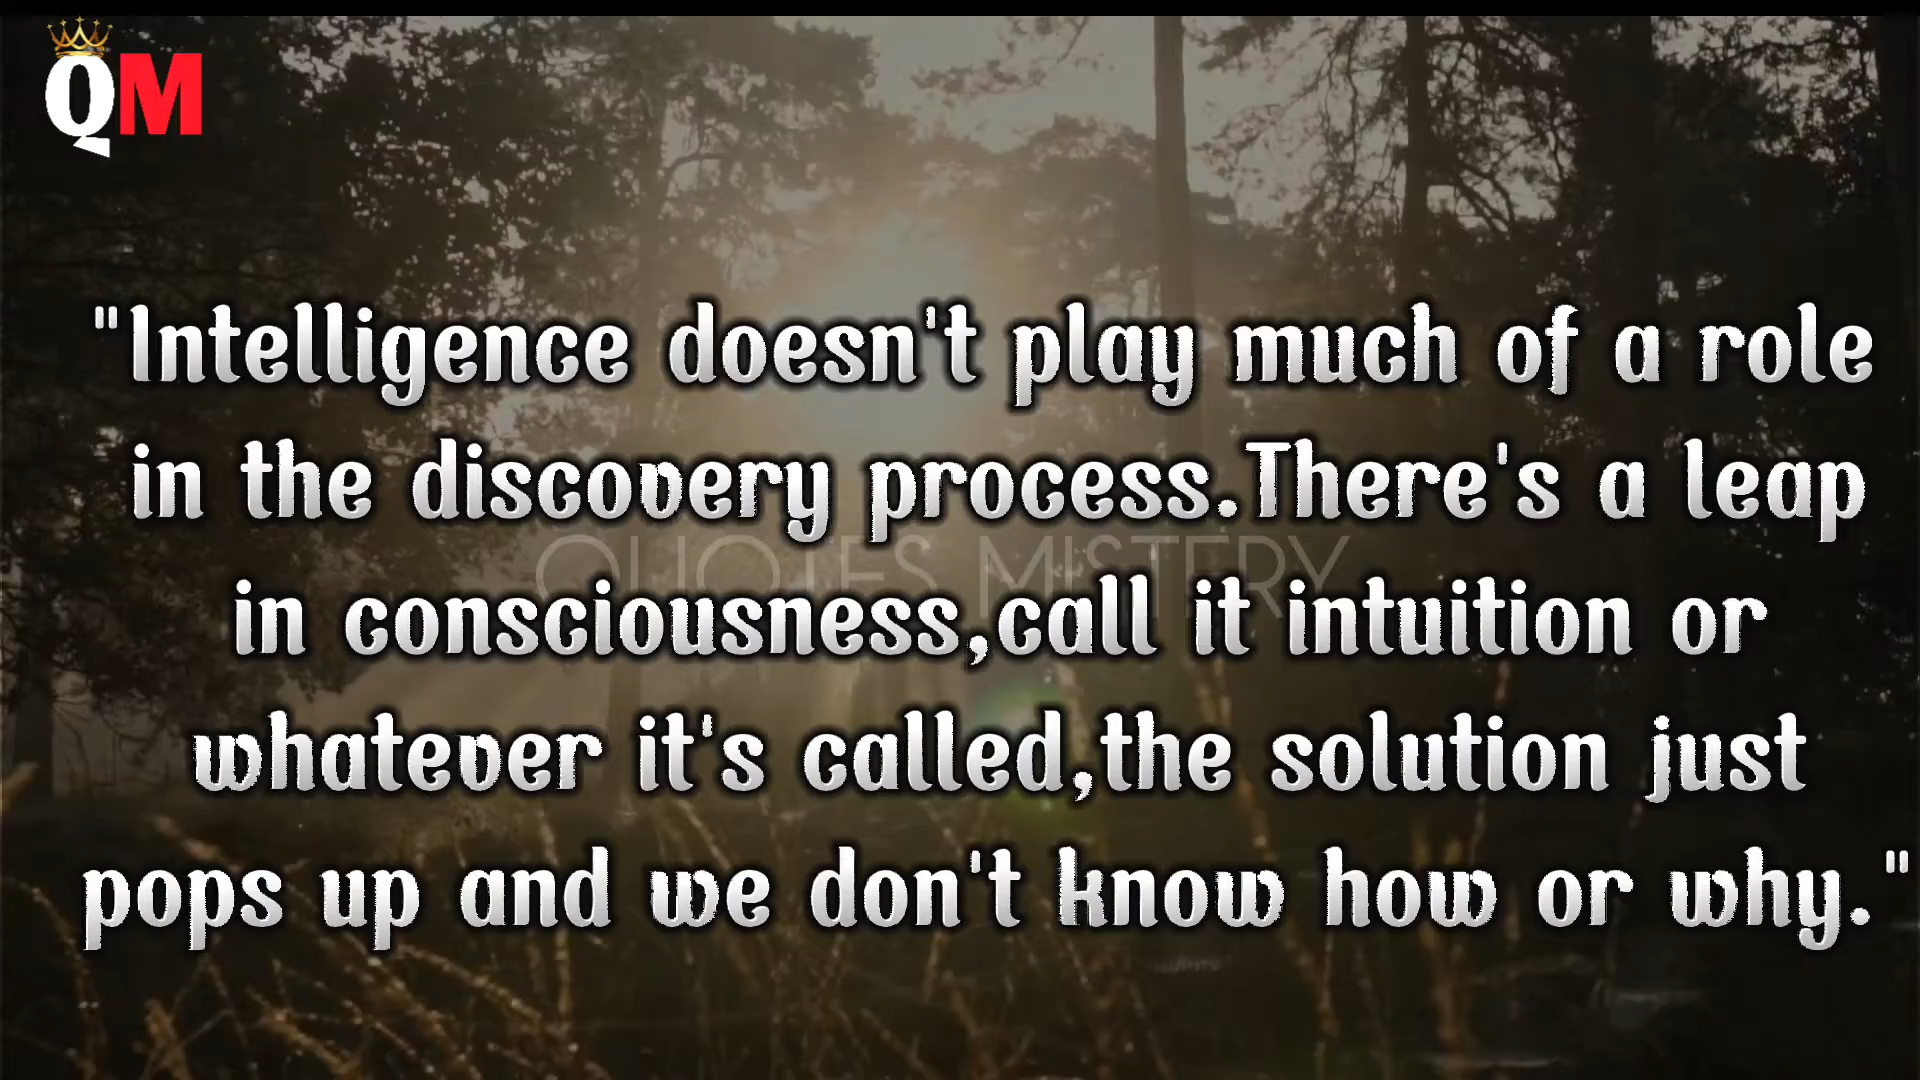 QM
"Intelligence doesn't play much of a role
in the discovery process.There's a leap
QUOTES MISTERY
in consciousness,call it intuition or
whatever it's called,the solution just
pops up and we don't know how or why."